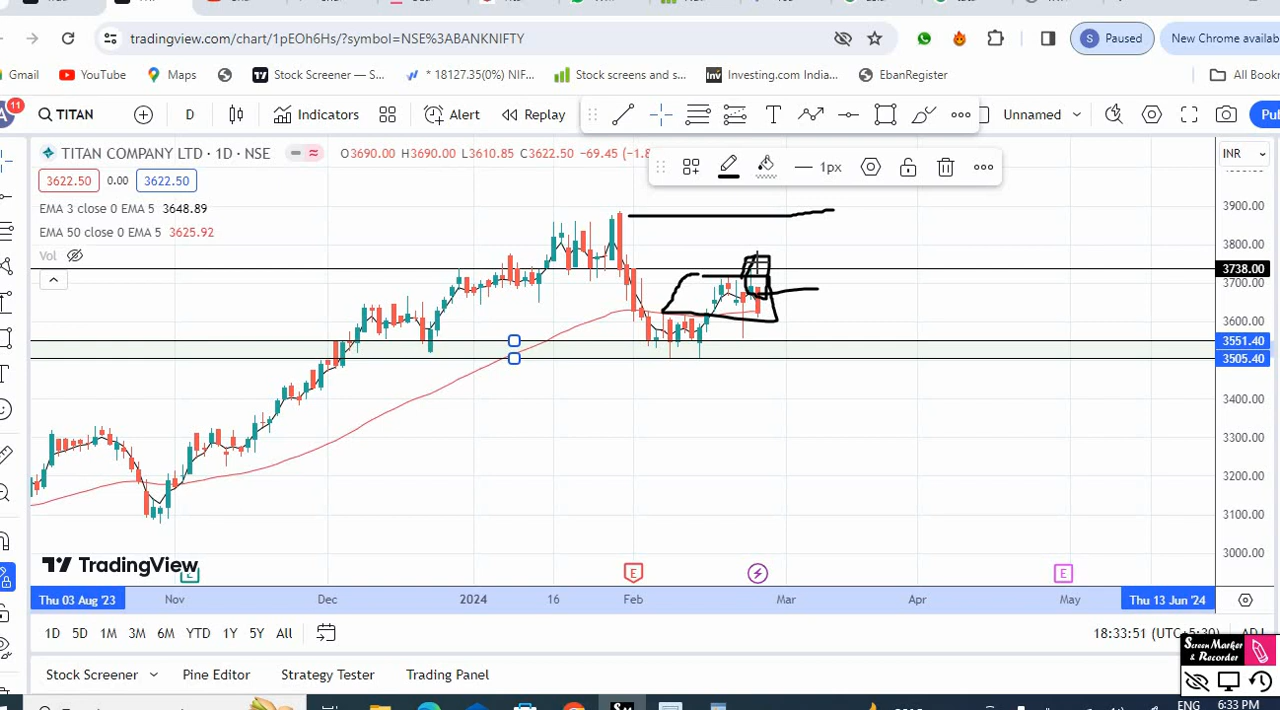 tradingview.com/chart/1pEOh6Hs/?symbol=NSE%3ABANKNIFTY
S Paused
New Chrome availab
Gmail YouTube Maps Stock Screener — S... * 18127.35(0%) NIF... Stock screens and s... Inv Investing.com India... EbanRegister All Book
11 TITAN D Indicators Alert Replay Unnamed Pu
TITAN COMPANY LTD · 1D · NSE O3690.00 H3690.00 L3610.85 C3622.50 -69.45 (-1.8
1px
INR
3622.50 0.00 3622.50
EMA 3 close 0 EMA 5 3648.89
EMA 50 close 0 EMA 5 3625.92
Vol
3900.00
3800.00
3738.00
3700.00
3600.00
3551.40
3505.40
3400.00
3300.00
3200.00
3100.00
3000.00
TradingView
E E
Thu 03 Aug '23 Nov Dec 2024 16 Feb Mar Apr May Thu 13 Jun '24
1D 5D 1M 3M 6M YTD 1Y 5Y All 18:33:51 (UTC+5:30) ADJ
Stock Screener Pine Editor Strategy Tester Trading Panel
Screen Marker
& Recorder
ENG 6:33 PM